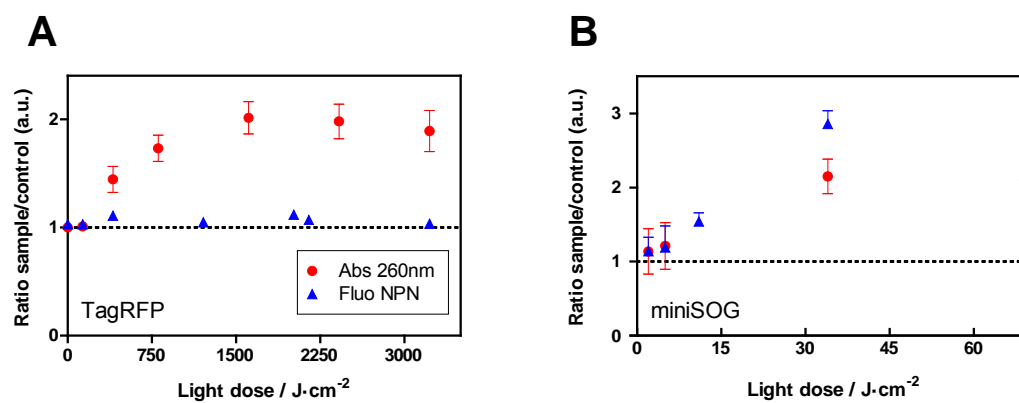 A
Ratio sample/control (a.u.)
2
1
0
Abs 260nm
Fluo NPN
TagRFP
0 750 1500 2250 3000
Light dose / J·cm⁻²
B
Ratio sample/control (a.u.)
3
2
1
0
miniSOG
0 15 30 45 60
Light dose / J·cm⁻²